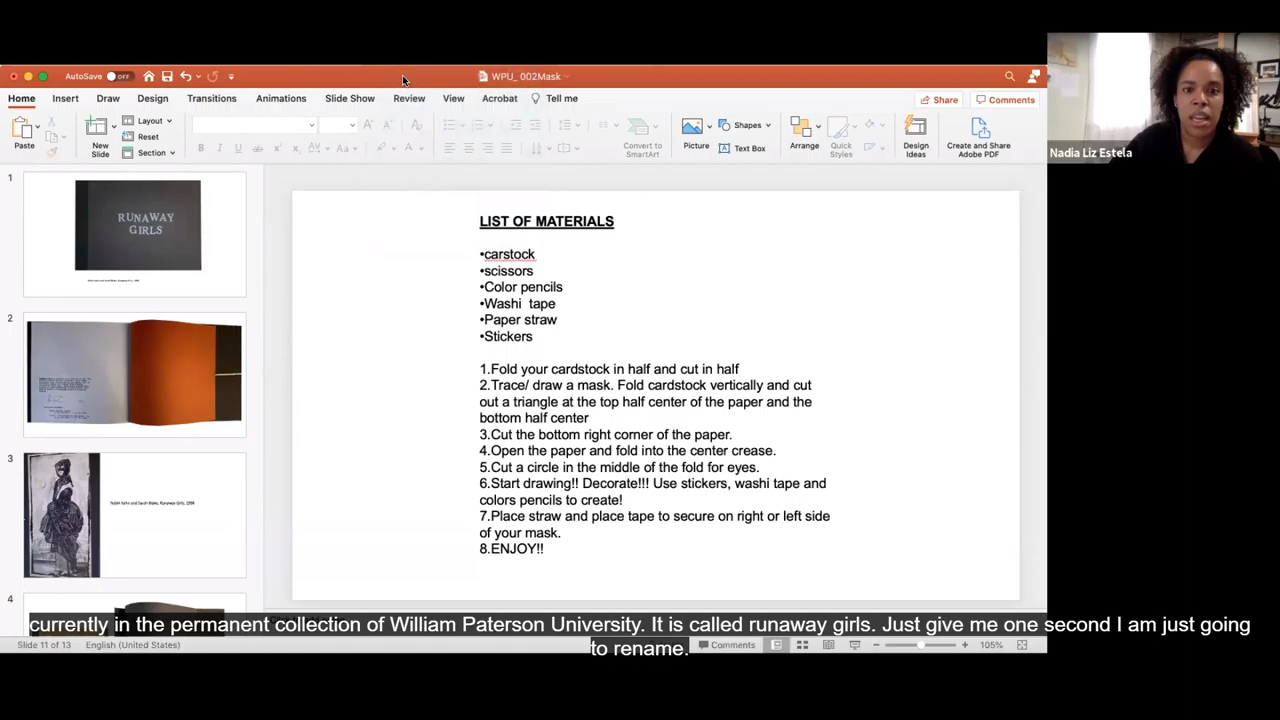 AutoSave OFF
WPU_ 002Mask
Home Insert Draw Design Transitions Animations Slide Show Review View Acrobat Tell me
Share Comments
Paste
New
Slide
Layout
Reset
Section
Convert to
SmartArt
Picture
Shapes
Text Box
Arrange
Quick
Styles
Design
Ideas
Create and Share
Adobe PDF
Nadia Liz Estela
1
RUNAWAY
GIRLS
2
3
4
LIST OF MATERIALS
•carstock
•scissors
•Color pencils
•Washi  tape
•Paper straw
•Stickers
1.Fold your cardstock in half and cut in half
2.Trace/ draw a mask. Fold cardstock vertically and cut
out a triangle at the top half center of the paper and the
bottom half center
3.Cut the bottom right corner of the paper.
4.Open the paper and fold into the center crease.
5.Cut a circle in the middle of the fold for eyes.
6.Start drawing!! Decorate!!! Use stickers, washi tape and
colors pencils to create!
7.Place straw and place tape to secure on right or left side
of your mask.
8.ENJOY!!
currently in the permanent collection of William Paterson University. It is called runaway girls. Just give me one second I am just going
to rename.
Slide 11 of 13 English (United States) Comments 105%